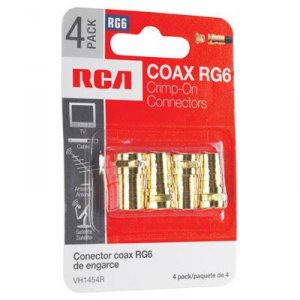 4
PACK
RG6
RCA
COAX RG6
Crimp-On
Connectors
TV
Cable
Antenna
Antena
Satellite
Satélite
Conector coax RG6
de engarce
VH1454R
4 pack/paquete de 4